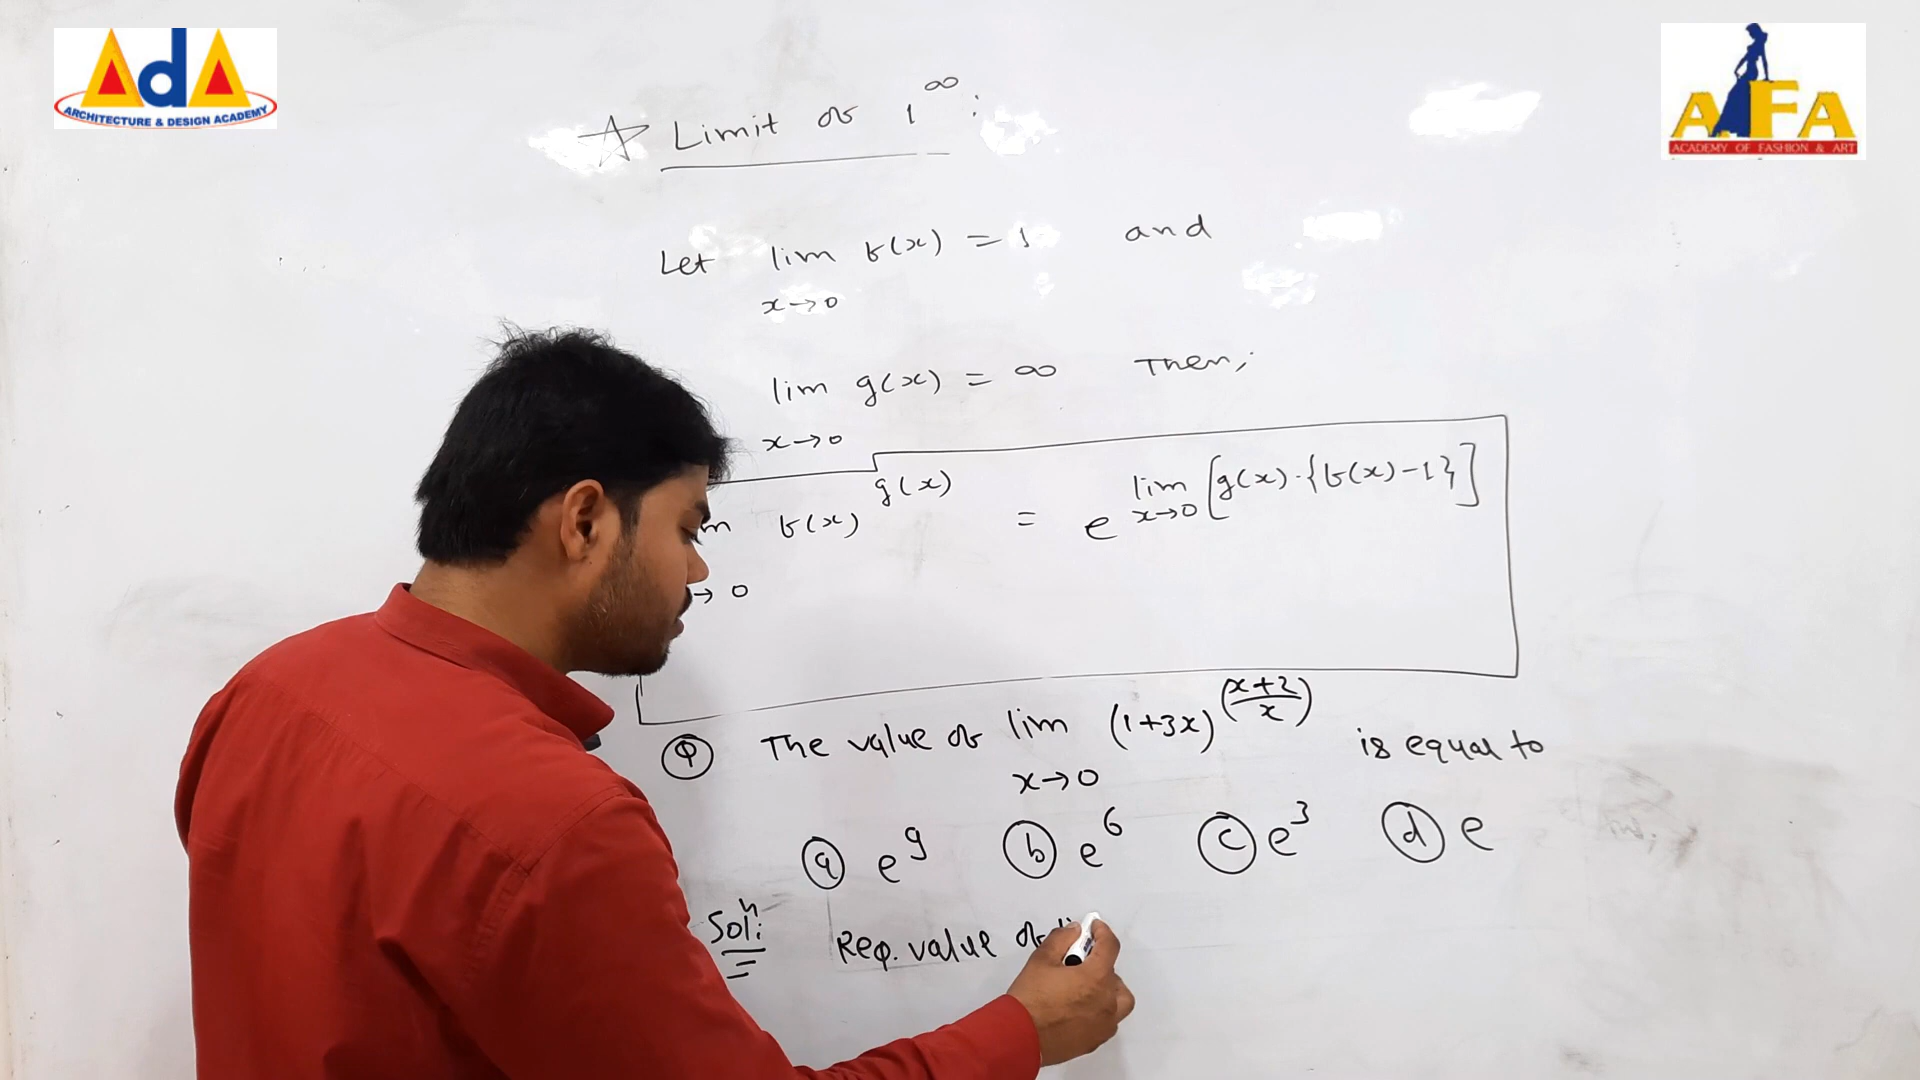 AdA
ARCHITECTURE & DESIGN ACADEMY
AFA
ACADEMY OF FASHION & ART
☆ Limit of 1^∞ :
Let lim f(x) = 1 and
x→0
lim g(x) = ∞ Then;
x→0
m f(x)^g(x) = e^lim x→0 [g(x)·{f(x)-1}]
→ 0
Q The value of lim (1+3x)^((x+2)/x) is equal to
x→0
a e^9 b e^6 c e^3 d e
Solⁿ: Req. value of